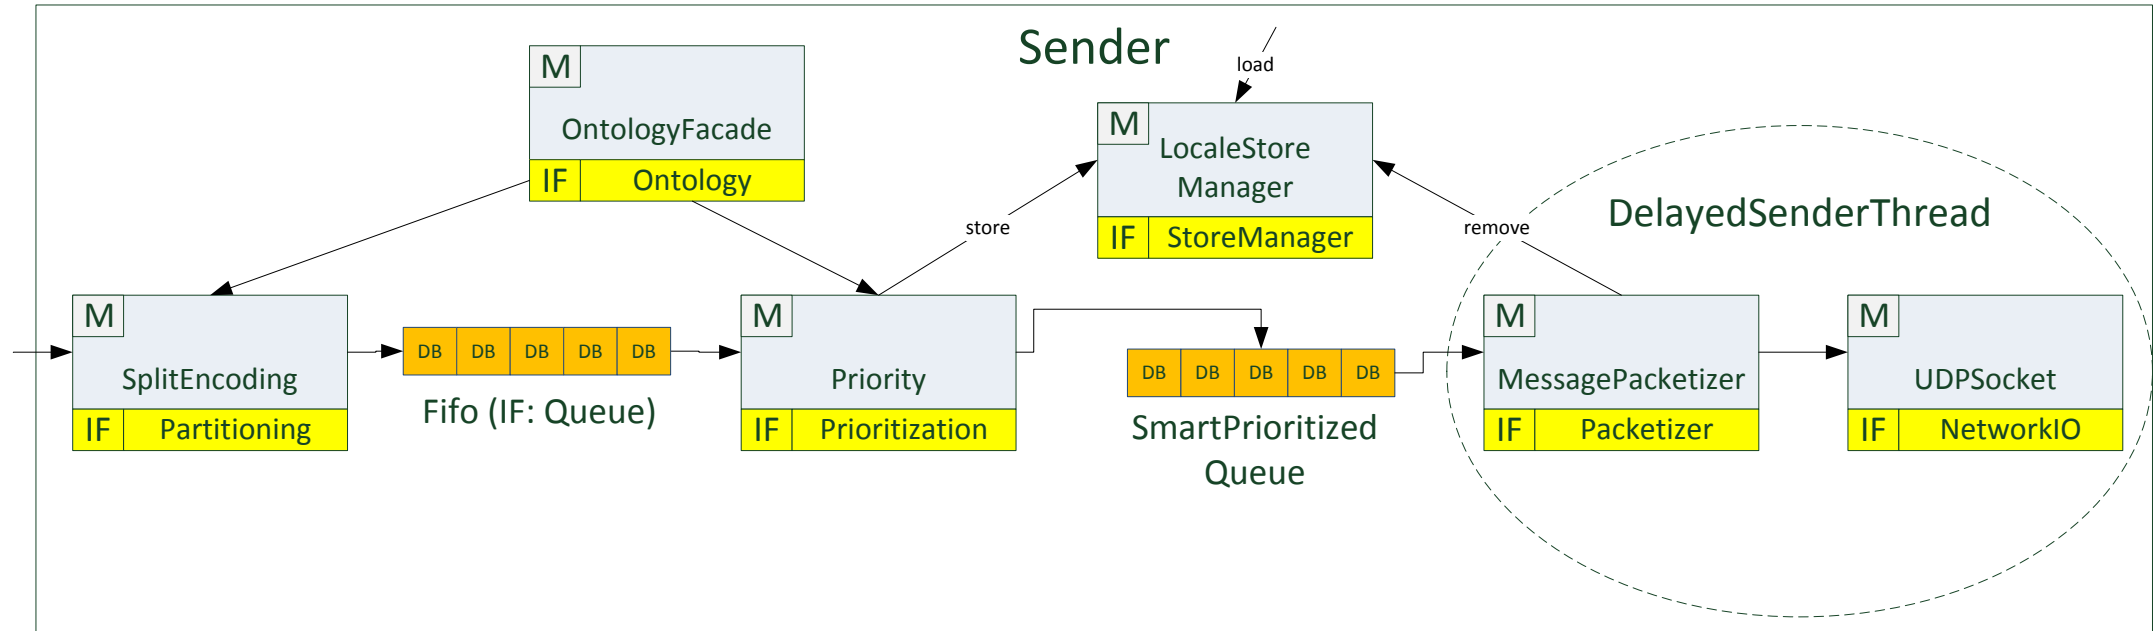 Sender
M
OntologyFacade
IF Ontology
load
M
LocaleStore
Manager
IF StoreManager
store
remove
DelayedSenderThread
M
SplitEncoding
IF Partitioning
DB DB DB DB DB
Fifo (IF: Queue)
M
Priority
IF Prioritization
DB DB DB DB DB
SmartPrioritized
Queue
M
MessagePacketizer
IF Packetizer
M
UDPSocket
IF NetworkIO